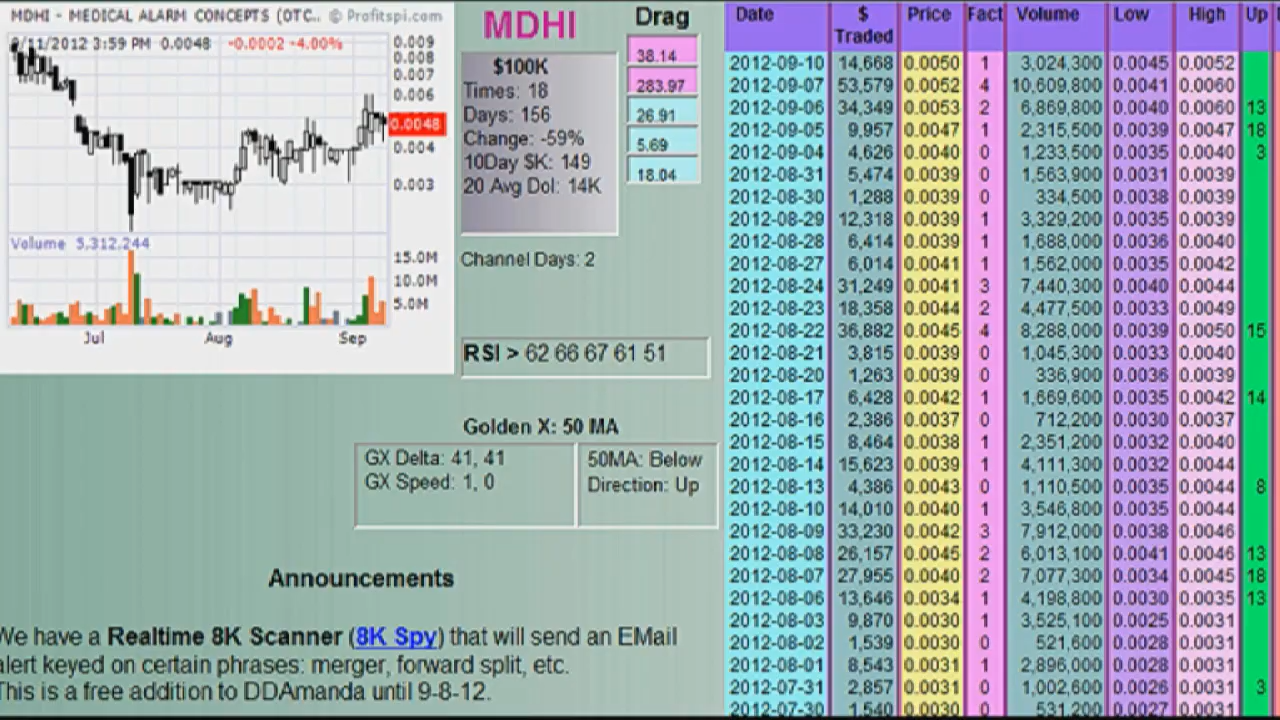 MDHI - MEDICAL ALARM CONCEPTS (OTC.. © Profitspi.com
9/11/2012 3:59 PM 0.0048 -0.0002 -4.00%
0.009
0.008
0.007
0.006
0.0048
0.004
0.003
Volume 5,312,244
15.0M
10.0M
5.0M
Jul Aug Sep
MDHI
$100K
Times: 18
Days: 156
Change: -59%
10Day $K: 149
20 Avg Dol: 14K
Drag
38.14
283.97
26.91
5.69
18.04
Channel Days: 2
RSI > 62 66 67 61 51
Golden X: 50 MA
GX Delta: 41, 41
GX Speed: 1, 0
50MA: Below
Direction: Up
Announcements
We have a Realtime 8K Scanner (8K Spy) that will send an EMail
alert keyed on certain phrases: merger, forward split, etc.
This is a free addition to DDAmanda until 9-8-12.
Date $ Traded Price Fact Volume Low High Up
2012-09-10 14,668 0.0050 1 3,024,300 0.0045 0.0052
2012-09-07 53,579 0.0052 4 10,609,800 0.0041 0.0060
2012-09-06 34,349 0.0053 2 6,869,800 0.0040 0.0060 13
2012-09-05 9,957 0.0047 1 2,315,500 0.0039 0.0047 18
2012-09-04 4,626 0.0040 0 1,233,500 0.0035 0.0040 3
2012-08-31 5,474 0.0039 0 1,563,900 0.0031 0.0039
2012-08-30 1,288 0.0039 0 334,500 0.0038 0.0039
2012-08-29 12,318 0.0039 1 3,329,200 0.0035 0.0039
2012-08-28 6,414 0.0039 1 1,688,000 0.0036 0.0040
2012-08-27 6,014 0.0041 1 1,562,000 0.0035 0.0042
2012-08-24 31,249 0.0041 3 7,440,300 0.0040 0.0044
2012-08-23 18,358 0.0044 2 4,477,500 0.0033 0.0049
2012-08-22 36,882 0.0045 4 8,288,000 0.0039 0.0050 15
2012-08-21 3,815 0.0039 0 1,045,300 0.0033 0.0040
2012-08-20 1,263 0.0039 0 336,900 0.0036 0.0039
2012-08-17 6,428 0.0042 1 1,669,600 0.0035 0.0042 14
2012-08-16 2,386 0.0037 0 712,200 0.0030 0.0037
2012-08-15 8,464 0.0038 1 2,351,200 0.0032 0.0040
2012-08-14 15,623 0.0039 1 4,111,300 0.0032 0.0044
2012-08-13 4,386 0.0043 0 1,110,500 0.0035 0.0044 8
2012-08-10 14,010 0.0040 1 3,546,800 0.0035 0.0044
2012-08-09 33,230 0.0042 3 7,912,000 0.0038 0.0046
2012-08-08 26,157 0.0045 2 6,013,100 0.0041 0.0046 13
2012-08-07 27,955 0.0040 2 7,077,300 0.0034 0.0045 18
2012-08-06 13,646 0.0034 1 4,198,800 0.0030 0.0035 13
2012-08-03 9,870 0.0030 1 3,525,100 0.0025 0.0031
2012-08-02 1,539 0.0030 0 521,600 0.0028 0.0031
2012-08-01 8,543 0.0031 1 2,896,000 0.0028 0.0031
2012-07-31 2,857 0.0031 0 1,002,600 0.0026 0.0031 3
2012-07-30 1,540 0.0030 0 531,200 0.0027 0.0031